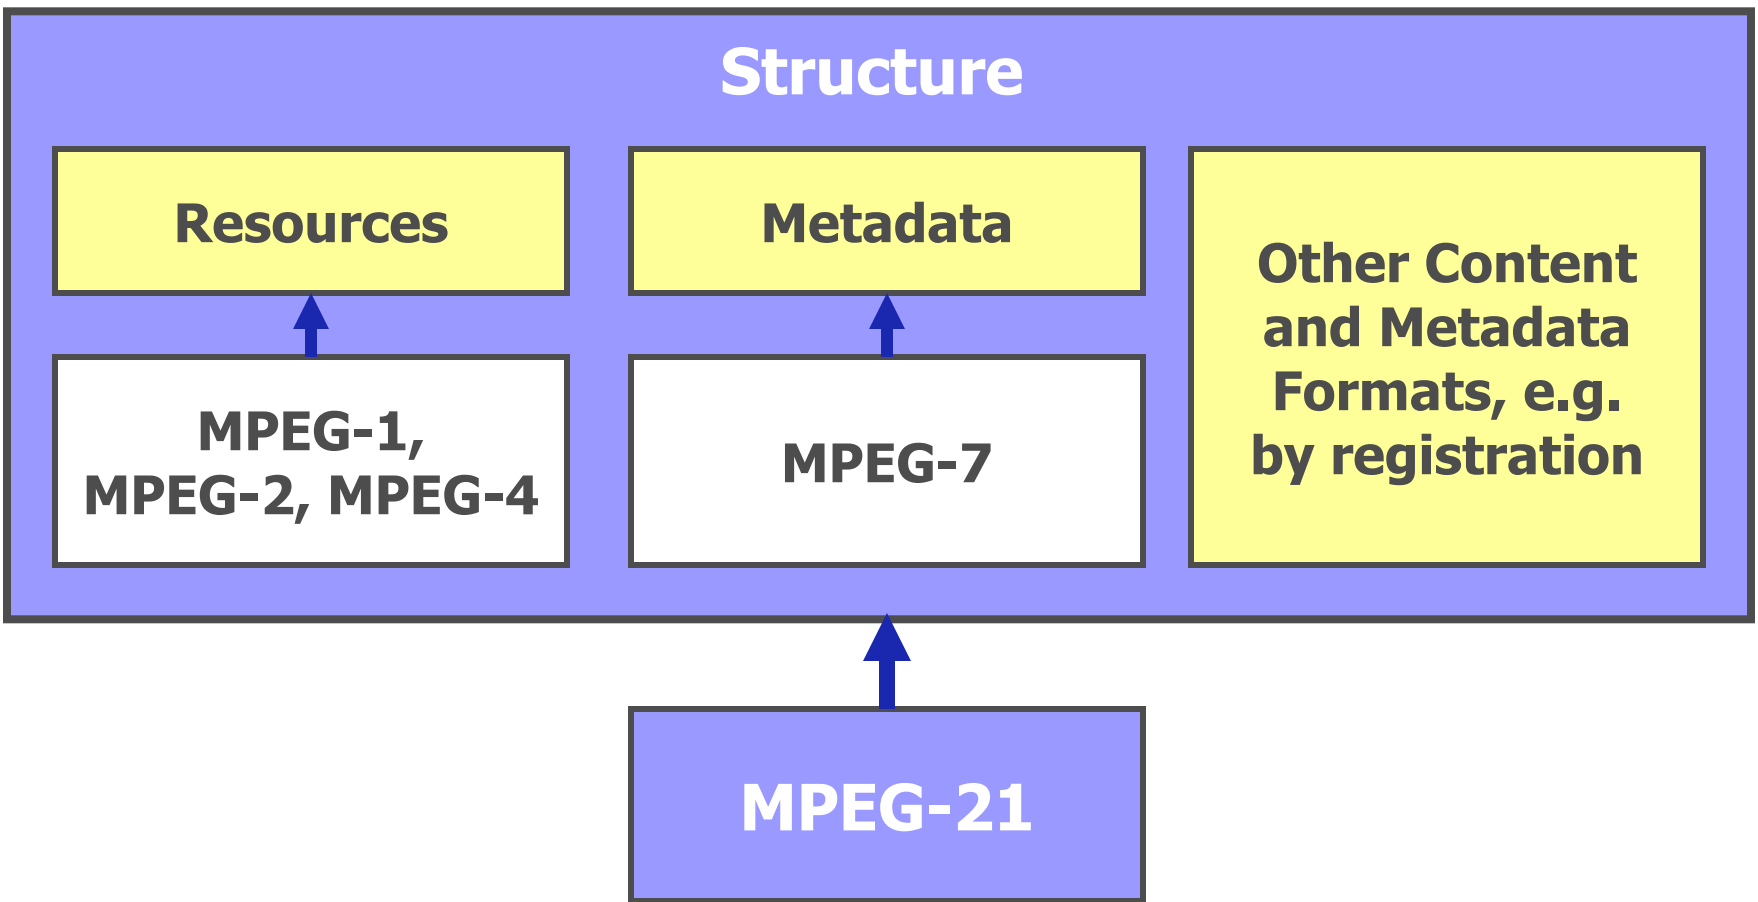 Structure
Resources
Metadata
Other Content
and Metadata
Formats, e.g.
by registration
MPEG-1,
MPEG-2, MPEG-4
MPEG-7
MPEG-21